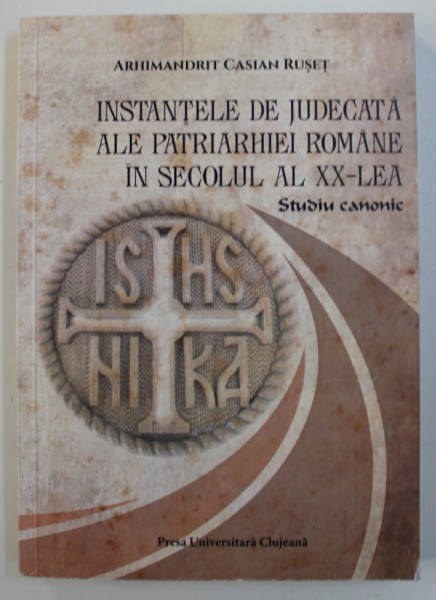 ARHIMANDRIT CASIAN RUȘEȚ
INSTANȚELE DE JUDECATĂ
ALE PATRIARHIEI ROMÂNE
ÎN SECOLUL AL XX-LEA
Studiu canonic
IS HS
NI KA
Presa Universitară Clujeană